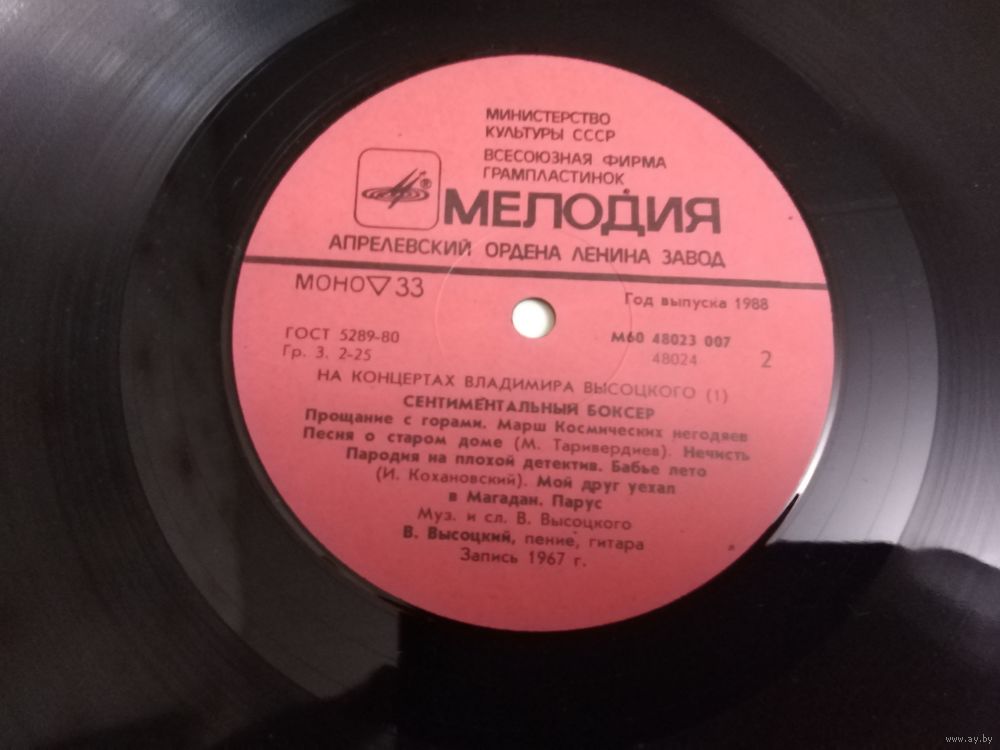 МИНИСТЕРСТВО
КУЛЬТУРЫ СССР
ВСЕСОЮЗНАЯ ФИРМА
ГРАМПЛАСТИНОК
®
МЕЛОДИЯ
АПРЕЛЕВСКИЙ ОРДЕНА ЛЕНИНА ЗАВОД
МОНО ▽ 33
Год выпуска 1988
ГОСТ 5289-80
М60 48023 007
Гр. 3. 2-25
48024
2
НА КОНЦЕРТАХ ВЛАДИМИРА ВЫСОЦКОГО (1)
СЕНТИМЕНТАЛЬНЫЙ БОКСЕР
Прощание с горами. Марш Космических негодяев
Песня о старом доме (М. Таривердиев). Нечисть
Пародия на плохой детектив. Бабье лето
(И. Кохановский). Мой друг уехал
в Магадан. Парус
Муз. и сл. В. Высоцкого
В. Высоцкий, пение, гитара
Запись 1967 г.
www.ay.by